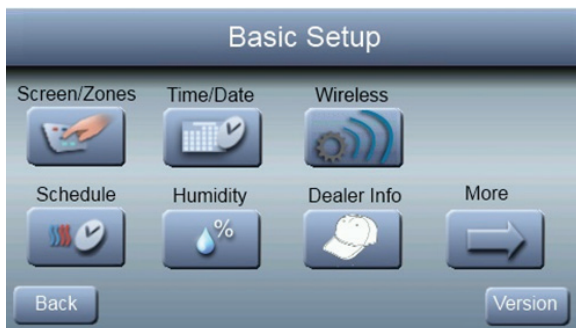 Basic Setup
Screen/Zones Time/Date Wireless
Schedule Humidity Dealer Info More
%
Back Version